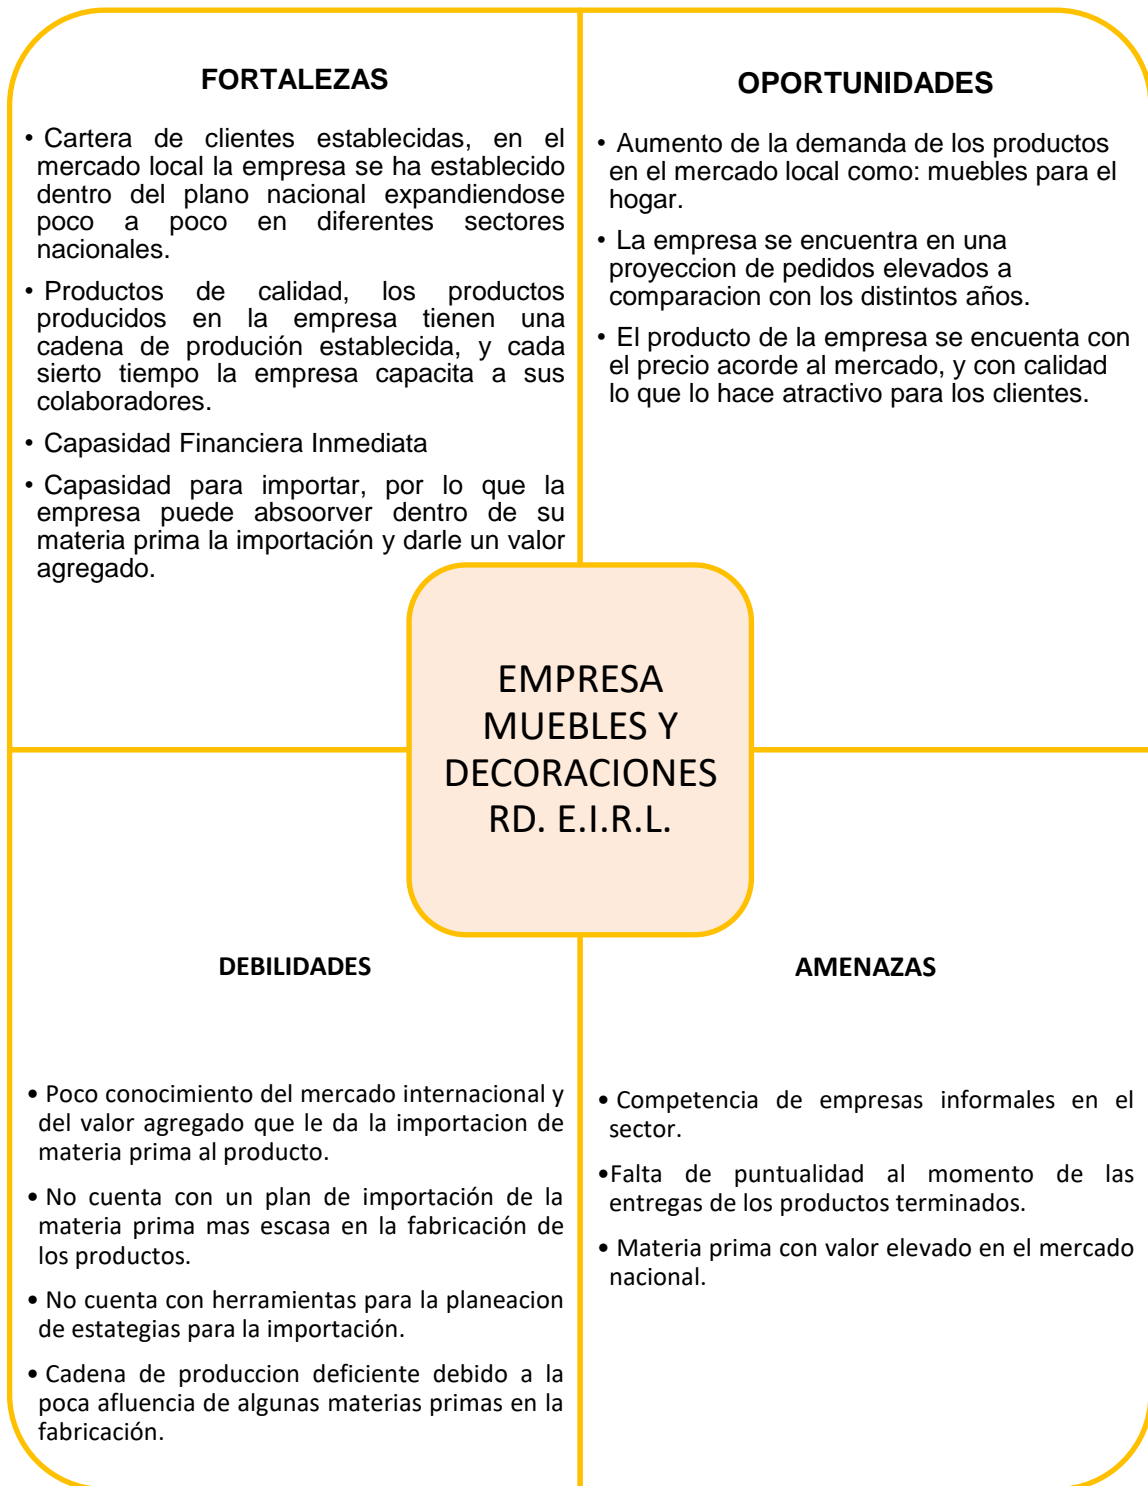 FORTALEZAS
• Cartera de clientes establecidas, en el
mercado local la empresa se ha establecido
dentro del plano nacional expandiendose
poco a poco en diferentes sectores
nacionales.
• Productos de calidad, los productos
producidos en la empresa tienen una
cadena de produción establecida, y cada
sierto tiempo la empresa capacita a sus
colaboradores.
• Capasidad Financiera Inmediata
• Capasidad para importar, por lo que la
empresa puede absoorver dentro de su
materia prima la importación y darle un valor
agregado.
OPORTUNIDADES
• Aumento de la demanda de los productos
en el mercado local como: muebles para el
hogar.
• La empresa se encuentra en una
proyeccion de pedidos elevados a
comparacion con los distintos años.
• El producto de la empresa se encuenta con
el precio acorde al mercado, y con calidad
lo que lo hace atractivo para los clientes.
EMPRESA
MUEBLES Y
DECORACIONES
RD. E.I.R.L.
DEBILIDADES
• Poco conocimiento del mercado internacional y
del valor agregado que le da la importacion de
materia prima al producto.
• No cuenta con un plan de importación de la
materia prima mas escasa en la fabricación de
los productos.
• No cuenta con herramientas para la planeacion
de estategias para la importación.
• Cadena de produccion deficiente debido a la
poca afluencia de algunas materias primas en la
fabricación.
AMENAZAS
• Competencia de empresas informales en el
sector.
•Falta de puntualidad al momento de las
entregas de los productos terminados.
• Materia prima con valor elevado en el mercado
nacional.